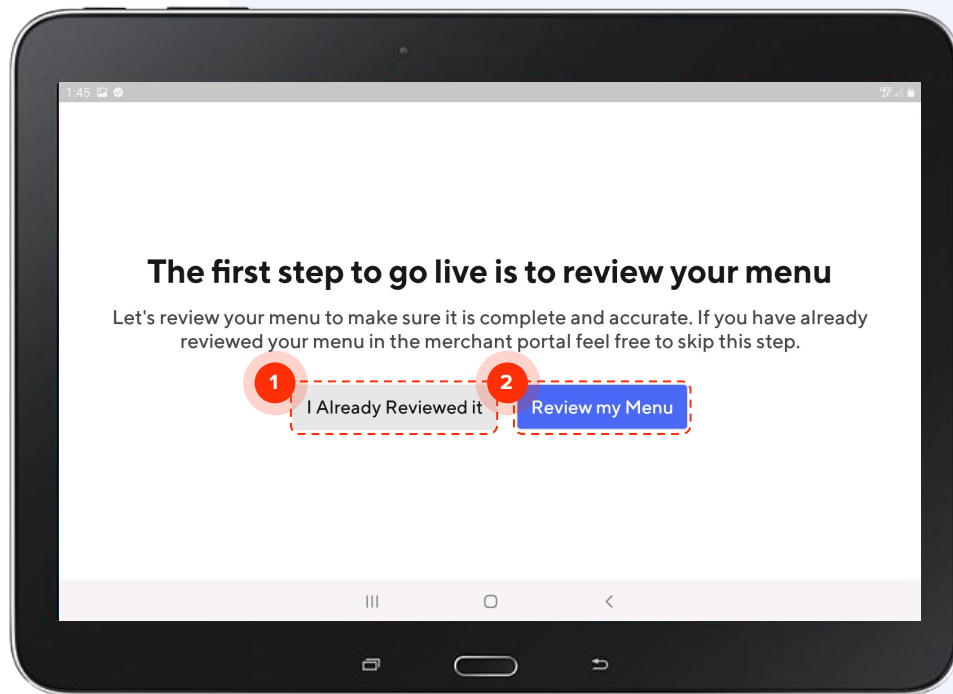 1:45
The first step to go live is to review your menu
Let's review your menu to make sure it is complete and accurate. If you have already
reviewed your menu in the merchant portal feel free to skip this step.
1
2
I Already Reviewed it
Review my Menu